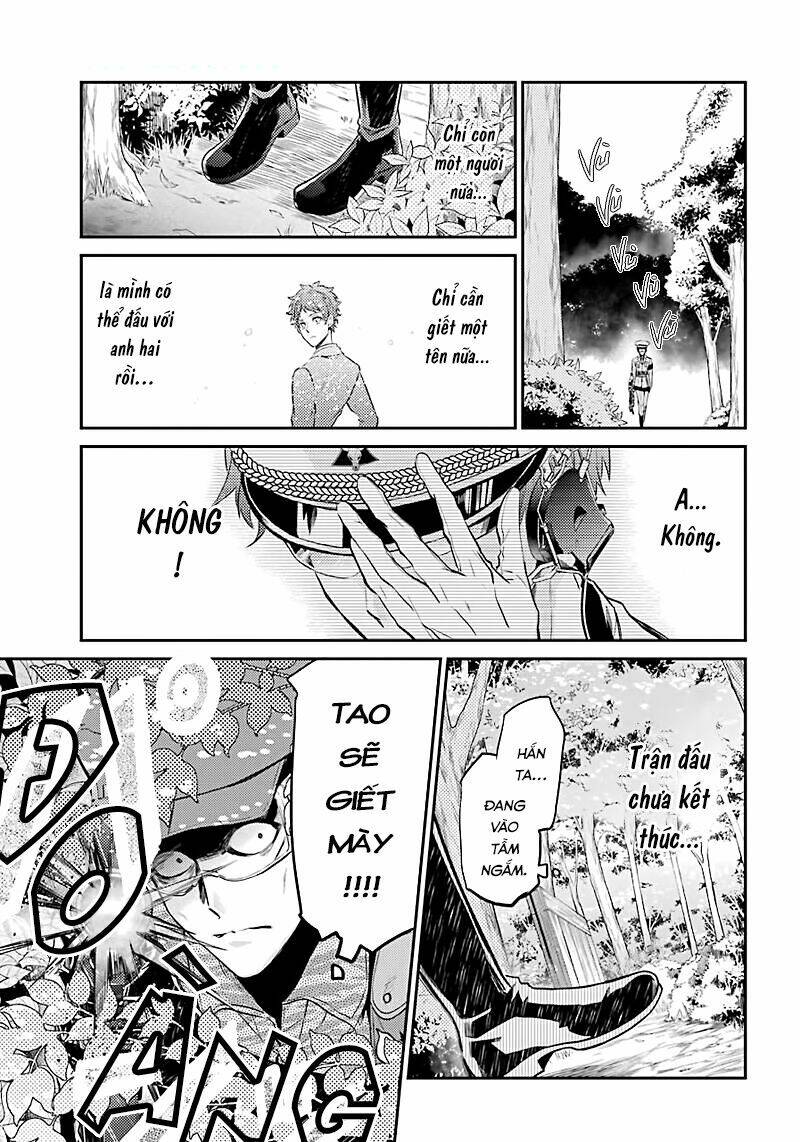 Vù
Vù
Vù
Vù
Vù
Chỉ còn
một người
nữa...
Chỉ cần
giết một
tên nữa...
là mình có
thể đấu với
anh hai
rồi...
A...
Không.
KHÔNG
!
Trận đấu
chưa kết
thúc...
HẮN
TA...
ĐANG
VÀO
TẦM
NGẮM.
TAO
SẼ
GIẾT
MÀY
!!!!
ĐOÀNG